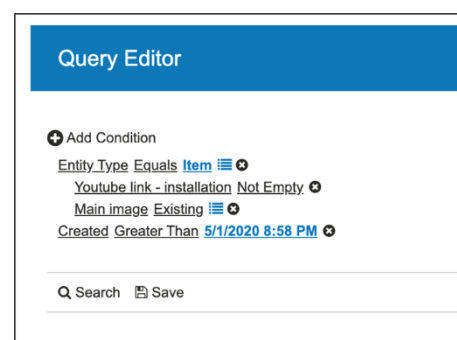 Query Editor
Add Condition
Entity Type Equals Item
Youtube link - installation Not Empty
Main image Existing
Created Greater Than 5/1/2020 8:58 PM
Search Save